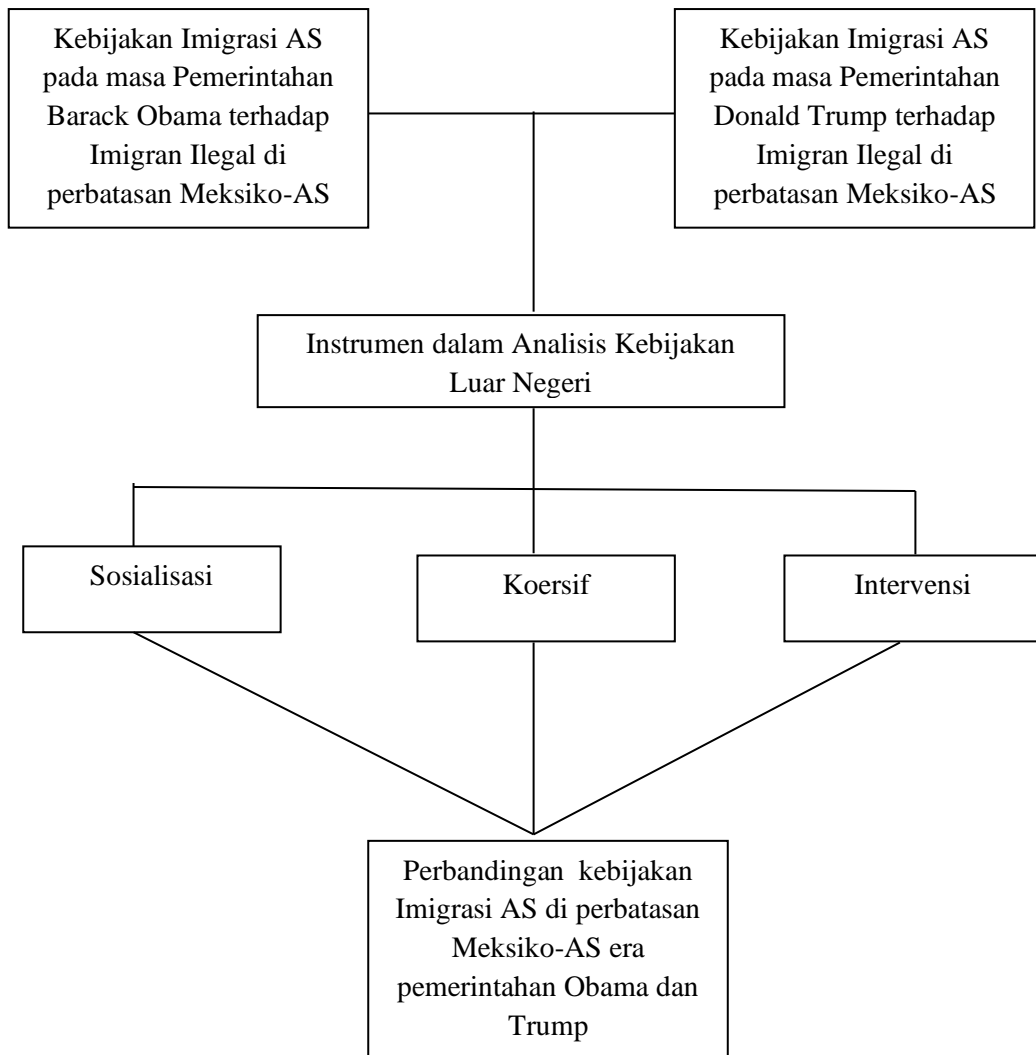 Kebijakan Imigrasi AS
pada masa Pemerintahan
Barack Obama terhadap
Imigran Ilegal di
perbatasan Meksiko-AS
Kebijakan Imigrasi AS
pada masa Pemerintahan
Donald Trump terhadap
Imigran Ilegal di
perbatasan Meksiko-AS
Instrumen dalam Analisis Kebijakan
Luar Negeri
Sosialisasi
Koersif
Intervensi
Perbandingan kebijakan
Imigrasi AS di perbatasan
Meksiko-AS era
pemerintahan Obama dan
Trump